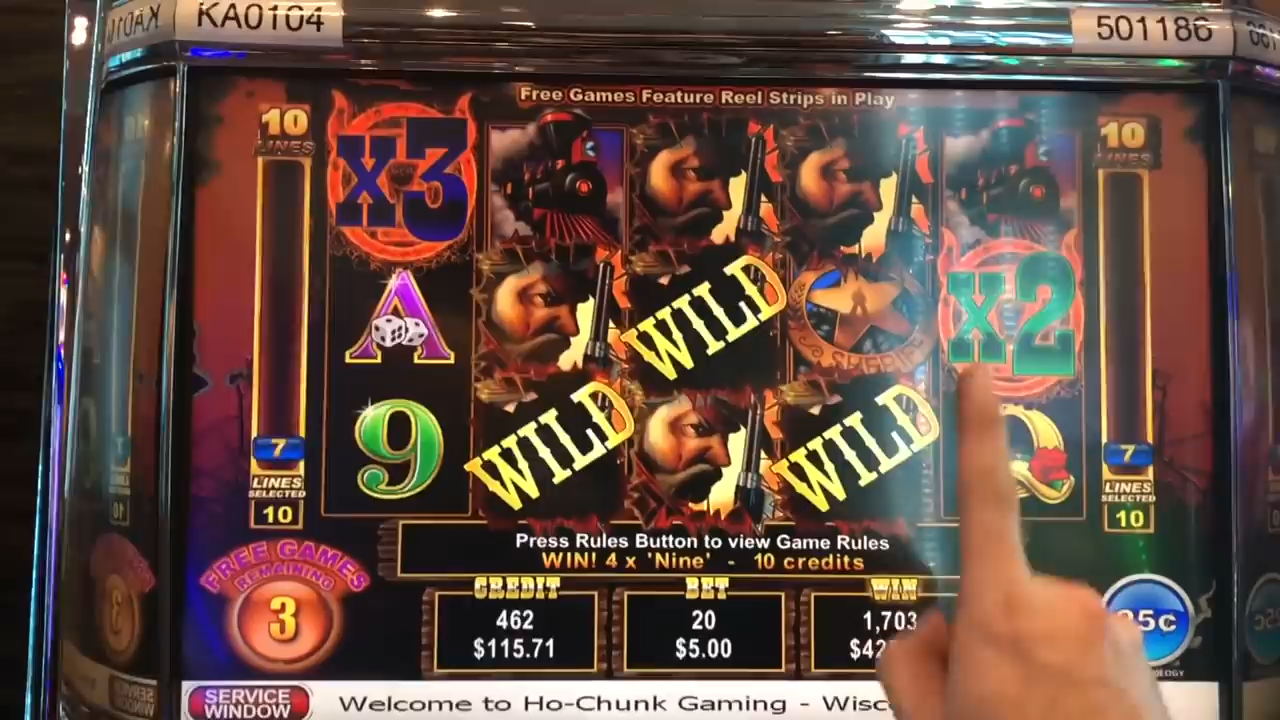 KA0104
501186
Free Games Feature Reel Strips in Play
10
LINES
10
LINES
X3
WILD
SHERIFF
X2
A
9
WILD
WILD
7
LINES
SELECTED
10
7
LINES
SELECTED
10
Press Rules Button to view Game Rules
WIN! 4 x 'Nine' - 10 credits
FREE GAMES
REMAINING
3
CREDIT
462
$115.71
BET
20
$5.00
WIN
1,703
SERVICE
WINDOW
Welcome to Ho-Chunk Gaming -